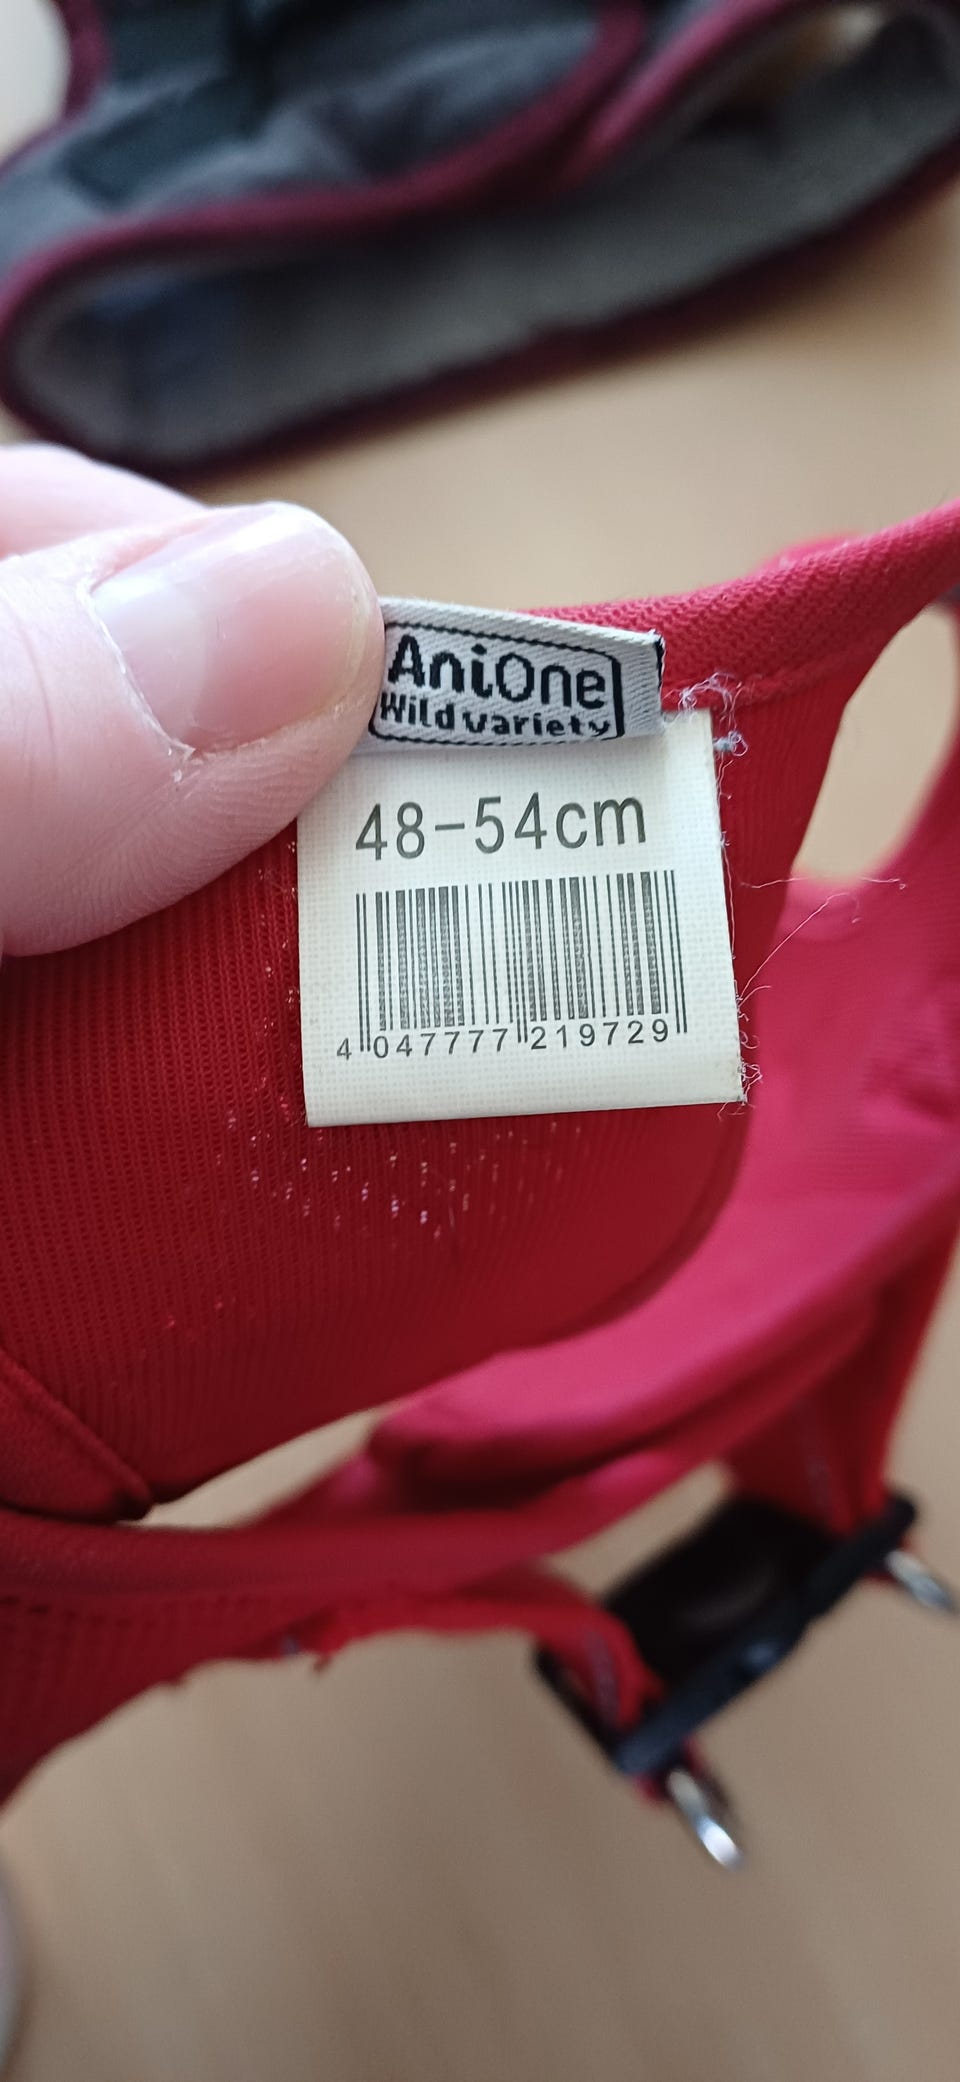 AniOne
Wild variety
48-54cm
4 047777 219729